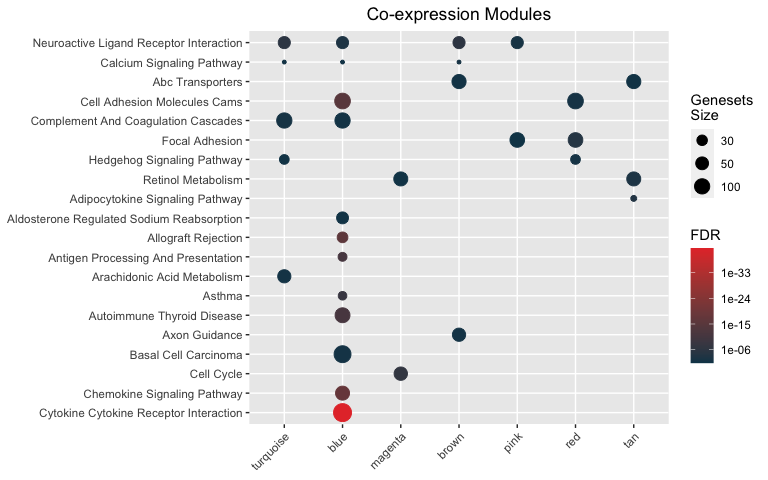 Co-expression Modules
Neuroactive Ligand Receptor Interaction
Calcium Signaling Pathway
Abc Transporters
Cell Adhesion Molecules Cams
Complement And Coagulation Cascades
Focal Adhesion
Hedgehog Signaling Pathway
Retinol Metabolism
Adipocytokine Signaling Pathway
Aldosterone Regulated Sodium Reabsorption
Allograft Rejection
Antigen Processing And Presentation
Arachidonic Acid Metabolism
Asthma
Autoimmune Thyroid Disease
Axon Guidance
Basal Cell Carcinoma
Cell Cycle
Chemokine Signaling Pathway
Cytokine Cytokine Receptor Interaction
turquoise
blue
magenta
brown
pink
red
tan
Genesets
Size
30
50
100
FDR
1e-33
1e-24
1e-15
1e-06